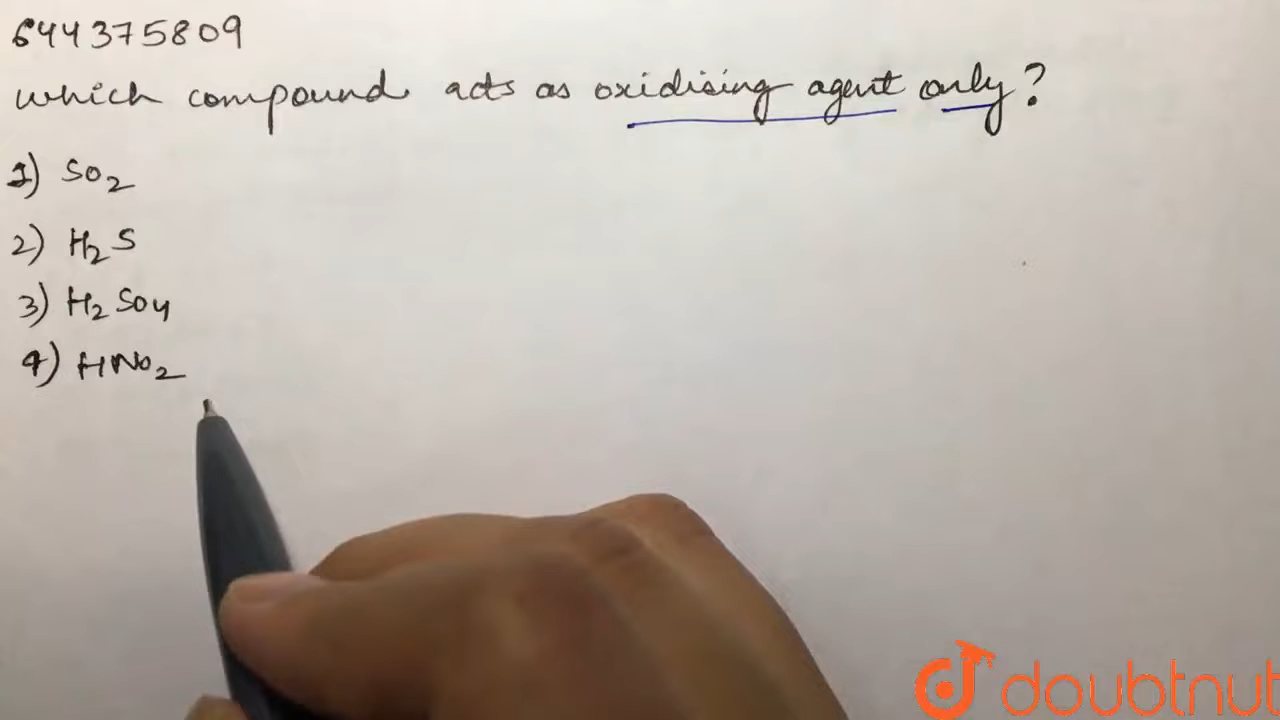 644375809
which compound acts as oxidising agent only?
1) SO2
2) H2S
3) H2SO4
4) HNO2
doubtnut